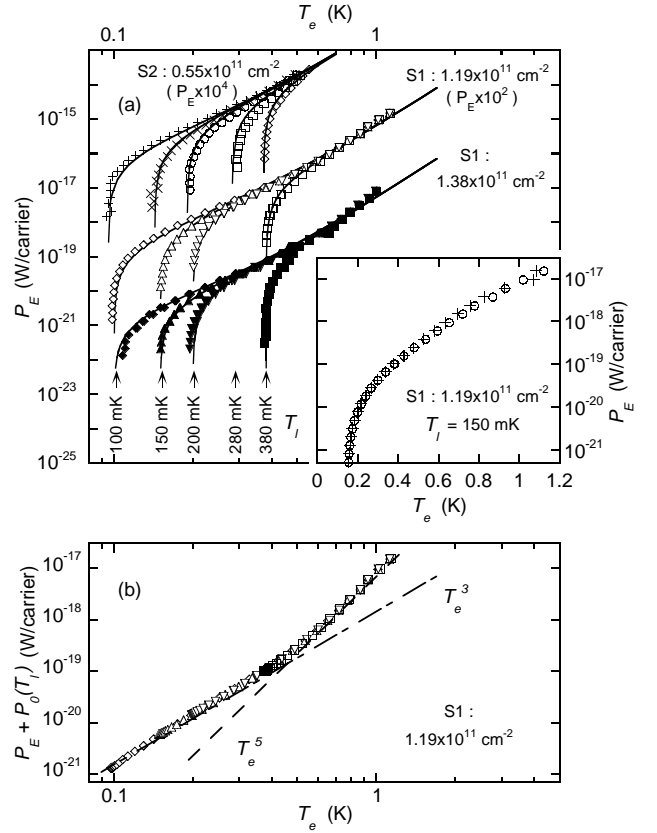 T_e (K)
0.1 1
S2 : 0.55x10^11 cm^-2
( P_E x10^4 )
S1 : 1.19x10^11 cm^-2
( P_E x10^2 )
(a)
S1 :
1.38x10^11 cm^-2
10^-15
10^-17
10^-19
10^-21
10^-23
10^-25
P_E (W/carrier)
100 mK
150 mK
200 mK
280 mK
380 mK
T_l
10^-17
10^-18
10^-19
10^-20
10^-21
P_E (W/carrier)
S1 : 1.19x10^11 cm^-2
T_l = 150 mK
0 0.2 0.4 0.6 0.8 1 1.2
T_e (K)
(b)
10^-17
10^-18
10^-19
10^-20
10^-21
P_E + P_0(T_l) (W/carrier)
T_e^3
T_e^5
S1 :
1.19x10^11 cm^-2
0.1 1
T_e (K)